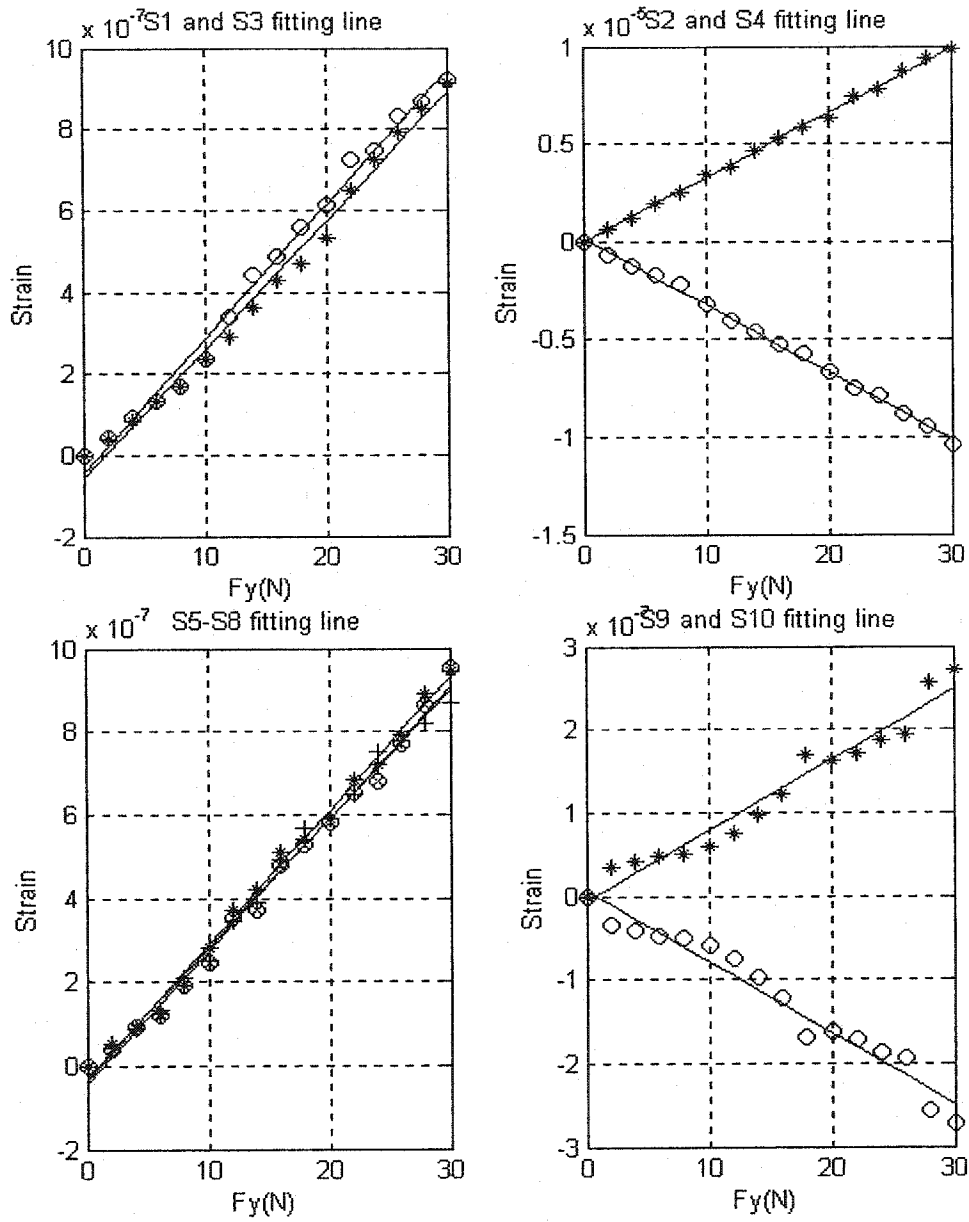 x 10^-7 S1 and S3 fitting line
10
8
6
4
2
0
-2
0 10 20 30
Strain
Fy(N)
x 10^-5 S2 and S4 fitting line
1
0.5
0
-0.5
-1
-1.5
0 10 20 30
Strain
Fy(N)
x 10^-7 S5-S8 fitting line
10
8
6
4
2
0
-2
0 10 20 30
Strain
Fy(N)
x 10^-7 S9 and S10 fitting line
3
2
1
0
-1
-2
-3
0 10 20 30
Strain
Fy(N)